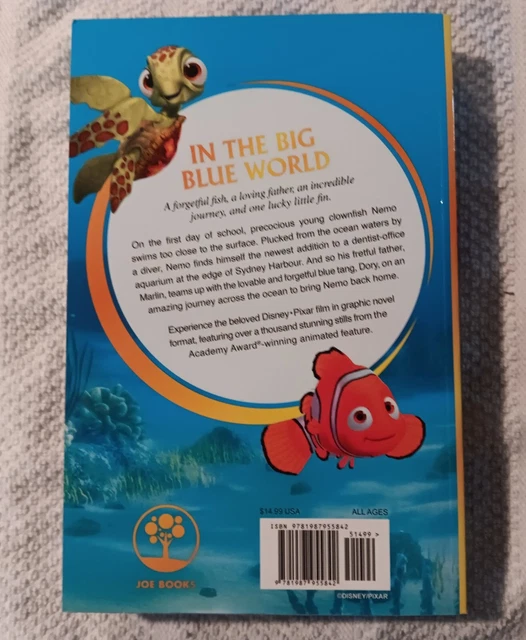 IN THE BIG
BLUE WORLD
A forgetful fish, a loving father, an incredible
journey, and one lucky little fin.
On the first day of school, precocious young clownfish Nemo
swims too close to the surface. Plucked from the ocean waters by
a diver, Nemo finds himself the newest addition to a dentist-office
aquarium at the edge of Sydney Harbour. And so his fretful father,
Marlin, teams up with the lovable and forgetful blue tang, Dory, on an
amazing journey across the ocean to bring Nemo back home.
Experience the beloved Disney•Pixar film in graphic novel
format, featuring over a thousand stunning stills from the
Academy Award®-winning animated feature.
$14.99 USA
ALL AGES
ISBN 9781987955842
51499 >
9 781987 955842
JOE BOOKS
©DISNEY/PIXAR